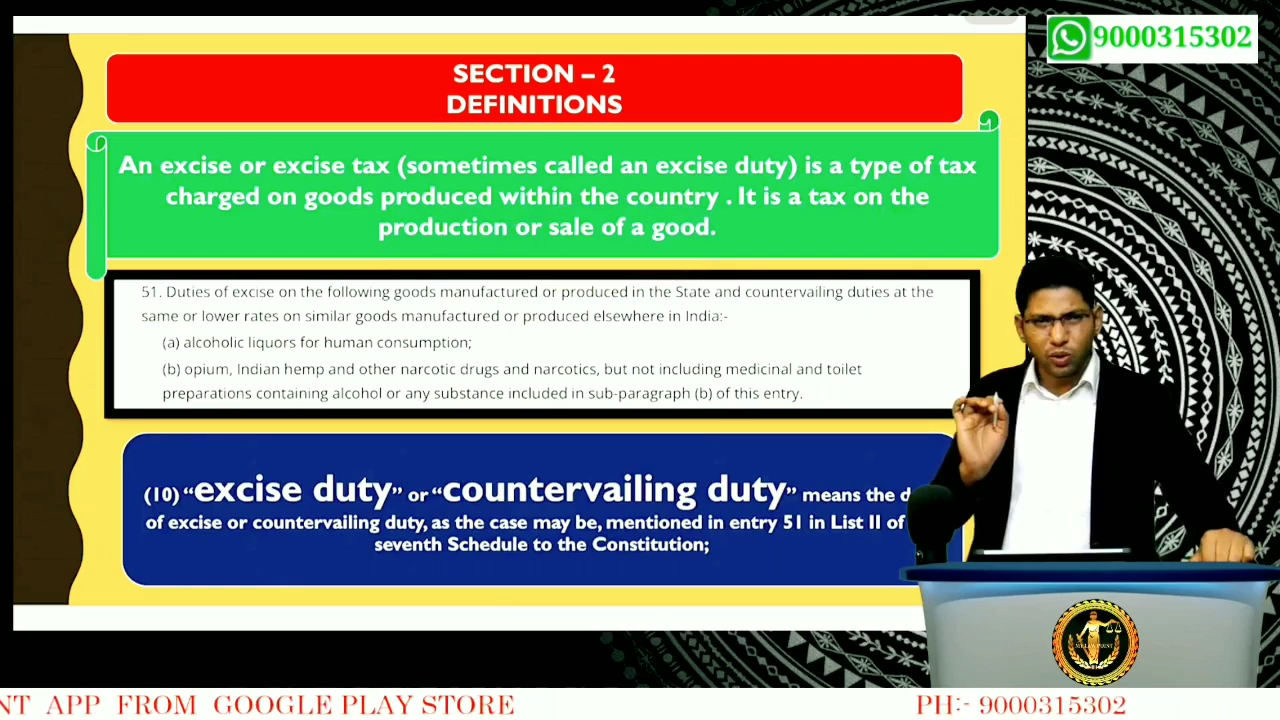 9000315302
SECTION – 2
DEFINITIONS
An excise or excise tax (sometimes called an excise duty) is a type of tax
charged on goods produced within the country . It is a tax on the
production or sale of a good.
51. Duties of excise on the following goods manufactured or produced in the State and countervailing duties at the
same or lower rates on similar goods manufactured or produced elsewhere in India:-
(a) alcoholic liquors for human consumption;
(b) opium, Indian hemp and other narcotic drugs and narcotics, but not including medicinal and toilet
preparations containing alcohol or any substance included in sub-paragraph (b) of this entry.
(10) “excise duty” or “countervailing duty” means the d
of excise or countervailing duty, as the case may be, mentioned in entry 51 in List II of
seventh Schedule to the Constitution;
NT APP FROM GOOGLE PLAY STORE
PH:- 9000315302